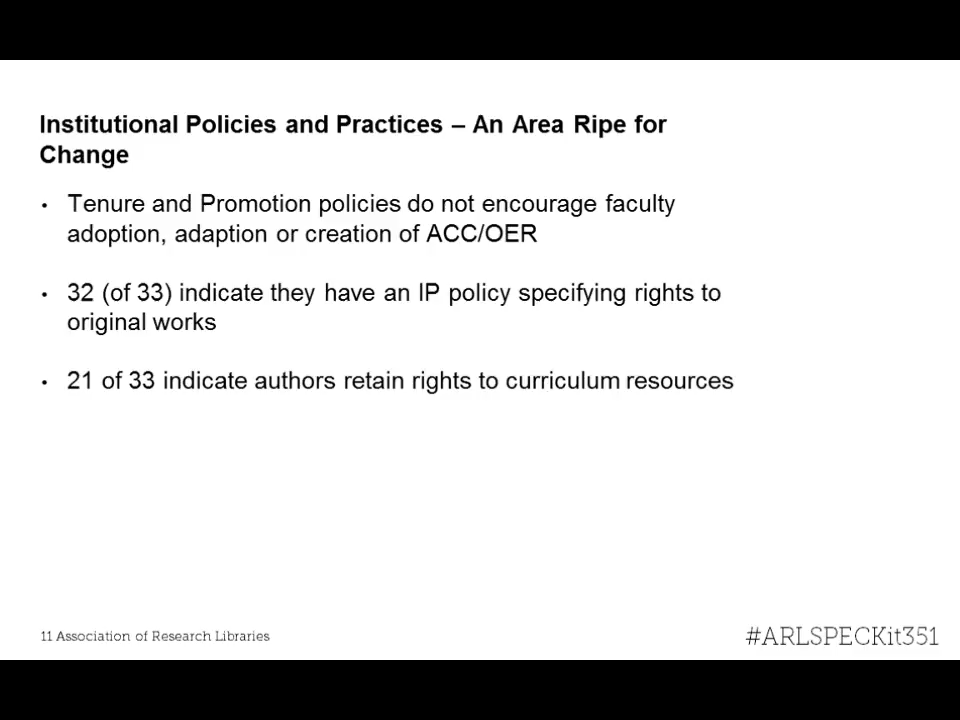 Institutional Policies and Practices – An Area Ripe for
Change
• Tenure and Promotion policies do not encourage faculty
adoption, adaption or creation of ACC/OER
• 32 (of 33) indicate they have an IP policy specifying rights to
original works
• 21 of 33 indicate authors retain rights to curriculum resources
11 Association of Research Libraries
#ARLSPECKit351